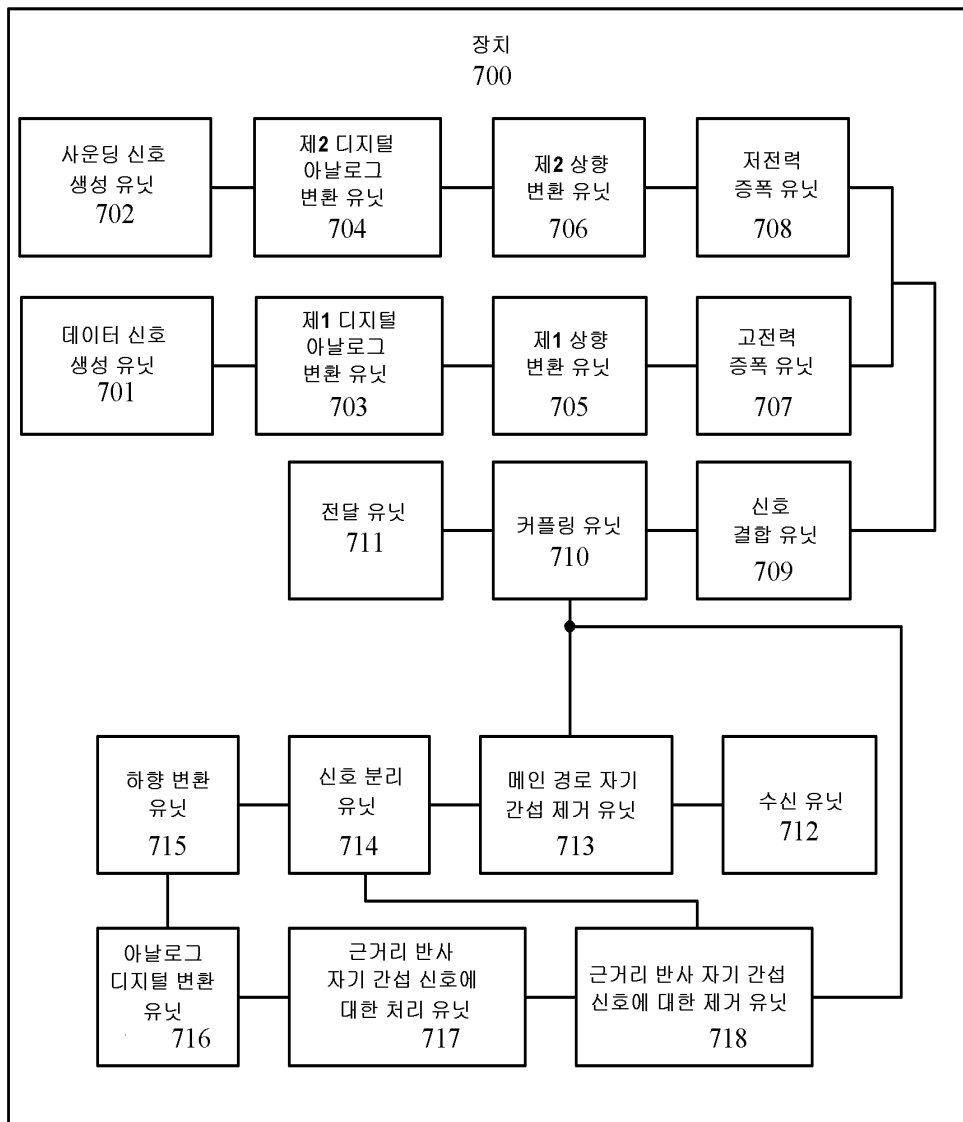 장치
700
사운딩 신호
생성 유닛
702
제2 디지털
아날로그
변환 유닛
704
제2 상향
변환 유닛
706
저전력
증폭 유닛
708
데이터 신호
생성 유닛
701
제1 디지털
아날로그
변환 유닛
703
제1 상향
변환 유닛
705
고전력
증폭 유닛
707
전달 유닛
711
커플링 유닛
710
신호
결합 유닛
709
하향 변환
유닛
715
신호 분리
유닛
714
메인 경로 자기
간섭 제거 유닛
713
수신 유닛
712
아날로그
디지털 변환
유닛
716
근거리 반사
자기 간섭 신호에
대한 처리 유닛
717
근거리 반사 자기 간섭
신호에 대한 제거 유닛
718